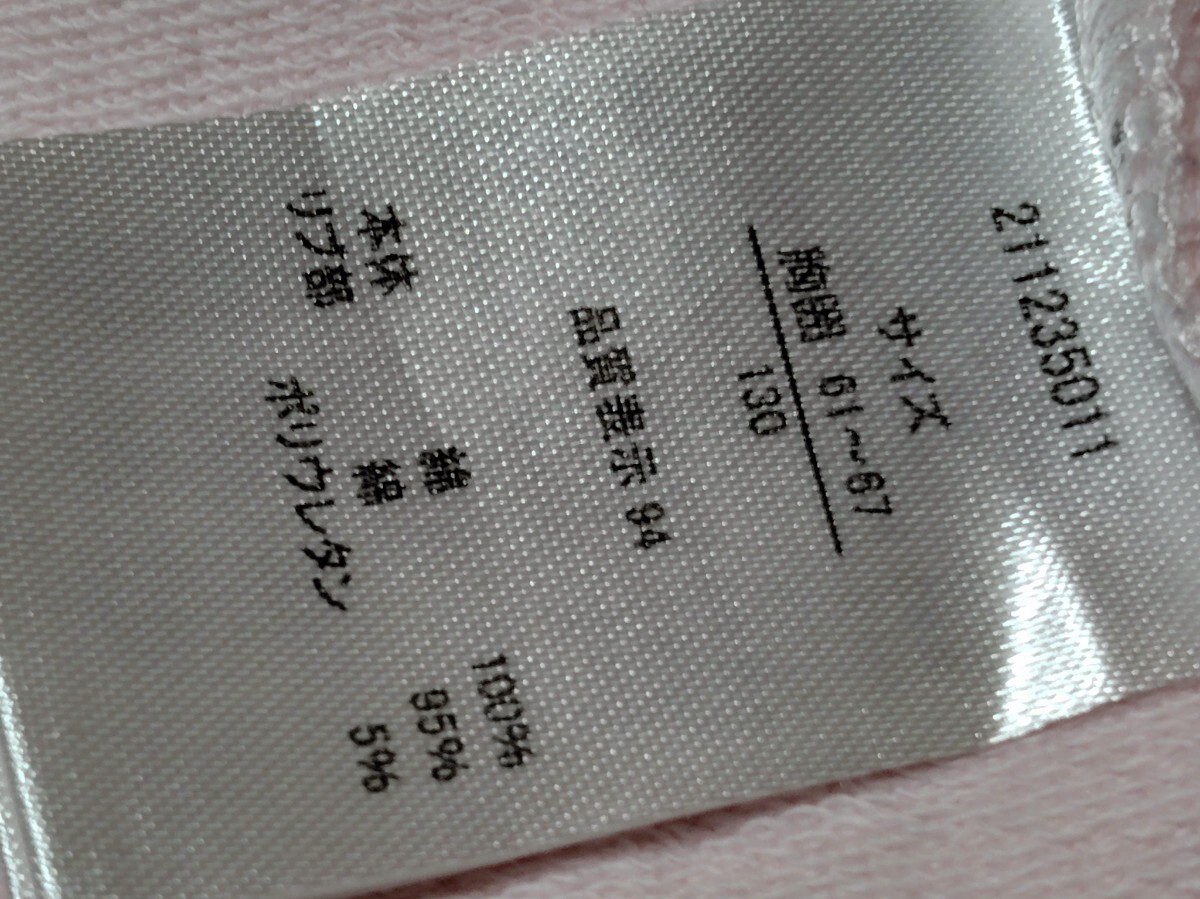 211235011
サイズ
胸囲 61～67
130
品質表示 94
本体 綿 100%
リブ部 綿 95%
ポリウレタン 5%